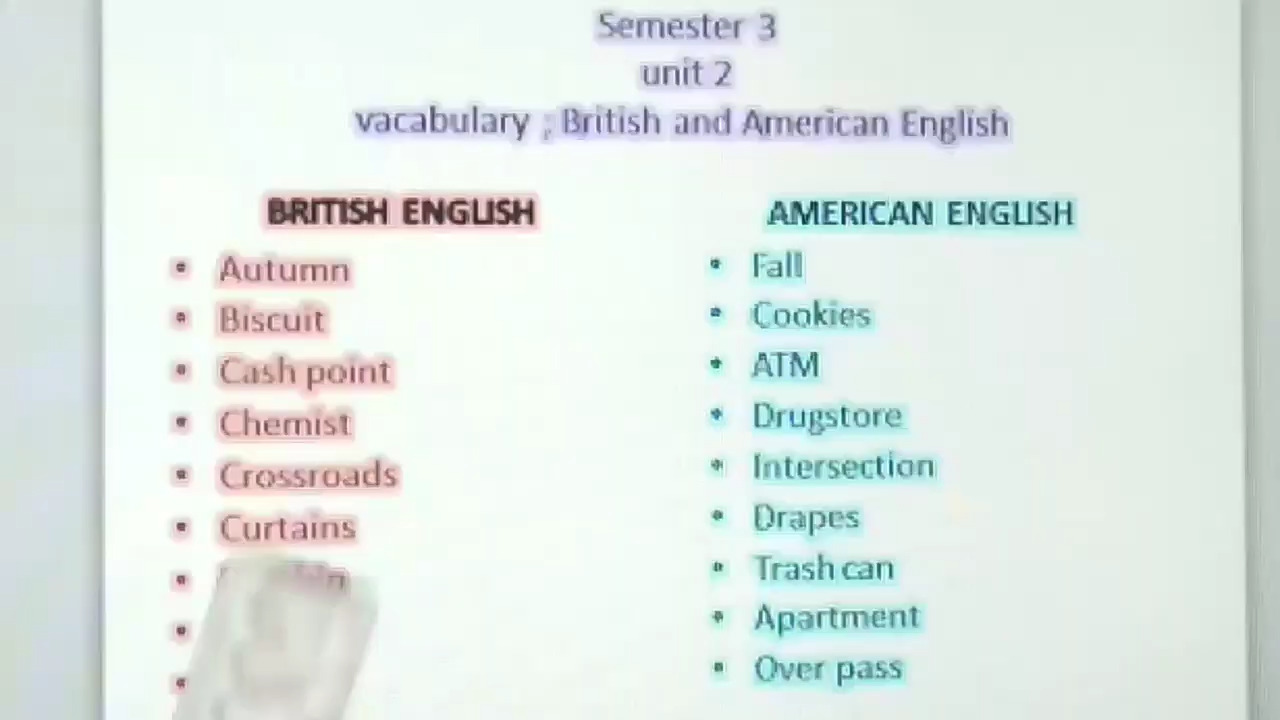 Semester 3
unit 2
vacabulary ; British and American English
BRITISH ENGLISH
• Autumn
• Biscuit
• Cash point
• Chemist
• Crossroads
• Curtains
•
•
•
AMERICAN ENGLISH
• Fall
• Cookies
• ATM
• Drugstore
• Intersection
• Drapes
• Trash can
• Apartment
• Over pass